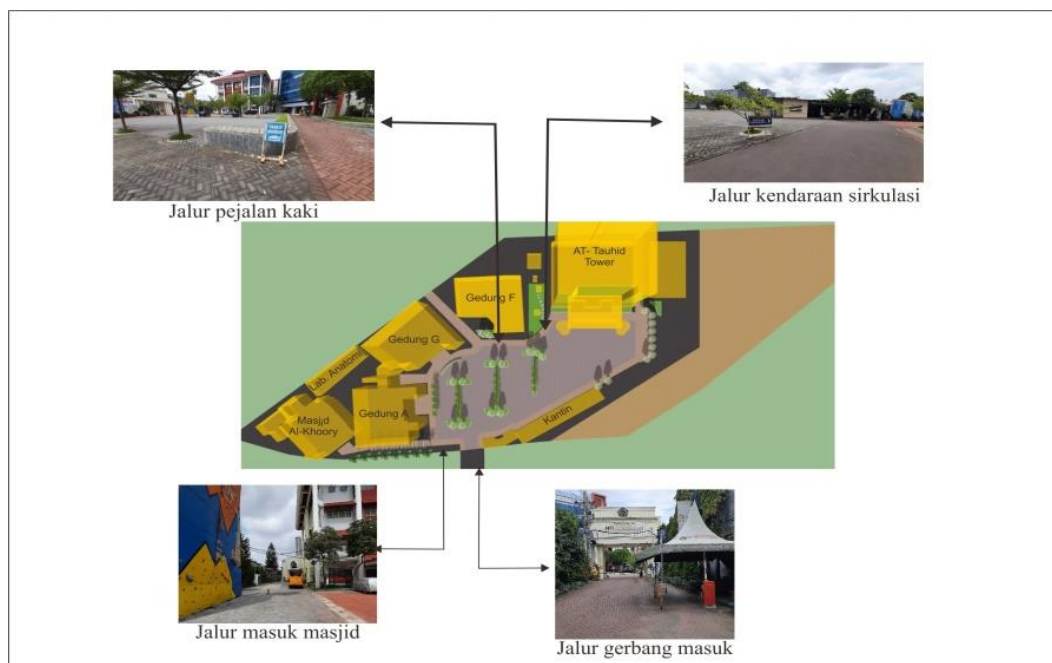 Jalur pejalan kaki
Jalur kendaraan sirkulasi
AT- Tauhid
Tower
Gedung F
Gedung G
Lab. Anatomi
Gedung A
Masjid
Al-Khoory
Kantin
Jalur masuk masjid
Jalur gerbang masuk